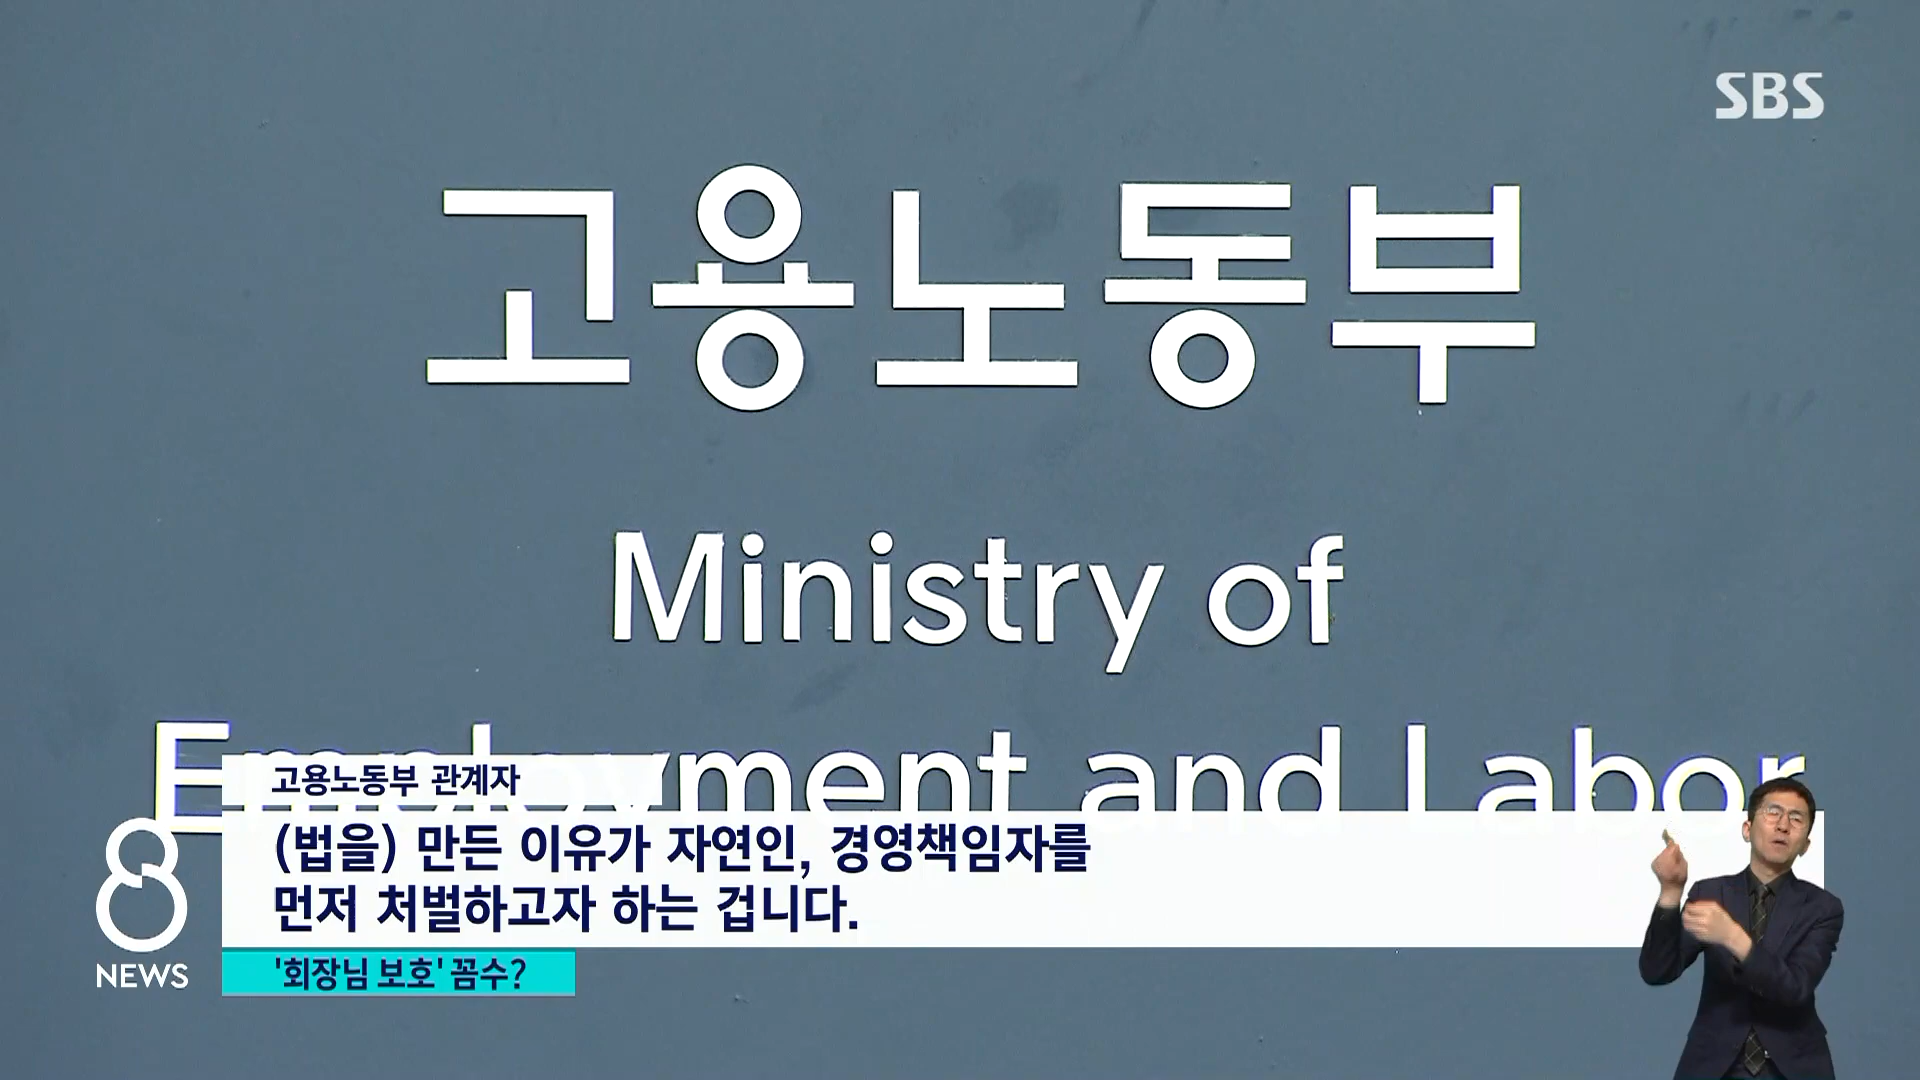 SBS
고용노동부
Ministry of
Employment and Labor
고용노동부 관계자
(법을) 만든 이유가 자연인, 경영책임자를
먼저 처벌하고자 하는 겁니다.
8
NEWS
'회장님 보호' 꼼수?